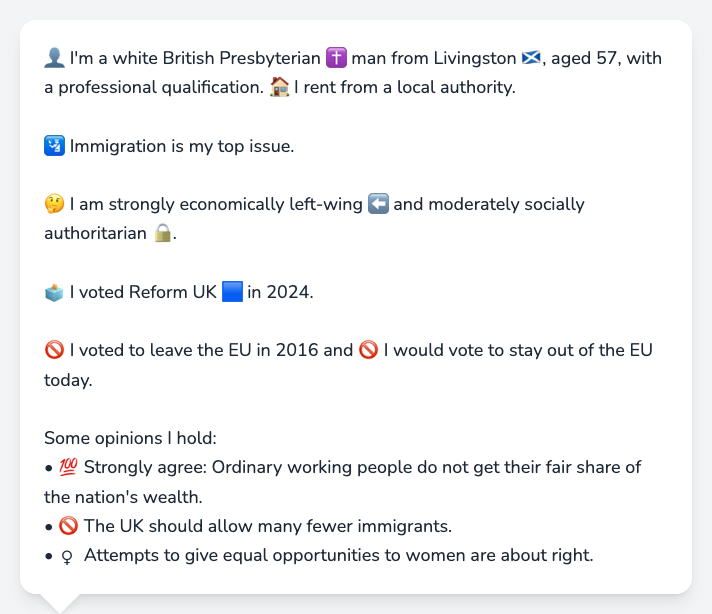 👤 I'm a white British Presbyterian ✝️ man from Livingston 🏴󠁧󠁢󠁳󠁣󠁴󠁿, aged 57, with
a professional qualification. 🏠 I rent from a local authority.
🛂 Immigration is my top issue.
🤔 I am strongly economically left-wing ⬅️ and moderately socially
authoritarian 🔒.
🗳️ I voted Reform UK 🟦 in 2024.
🚫 I voted to leave the EU in 2016 and 🚫 I would vote to stay out of the EU
today.
Some opinions I hold:
• 💯 Strongly agree: Ordinary working people do not get their fair share of
the nation's wealth.
• 🚫 The UK should allow many fewer immigrants.
• ♀ Attempts to give equal opportunities to women are about right.